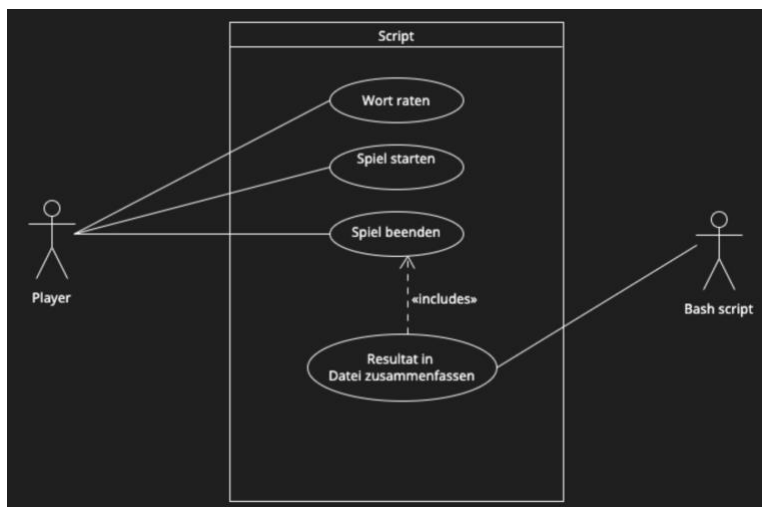 Script
Wort raten
Spiel starten
Spiel beenden
Player
«includes»
Bash script
Resultat in
Datei zusammenfassen